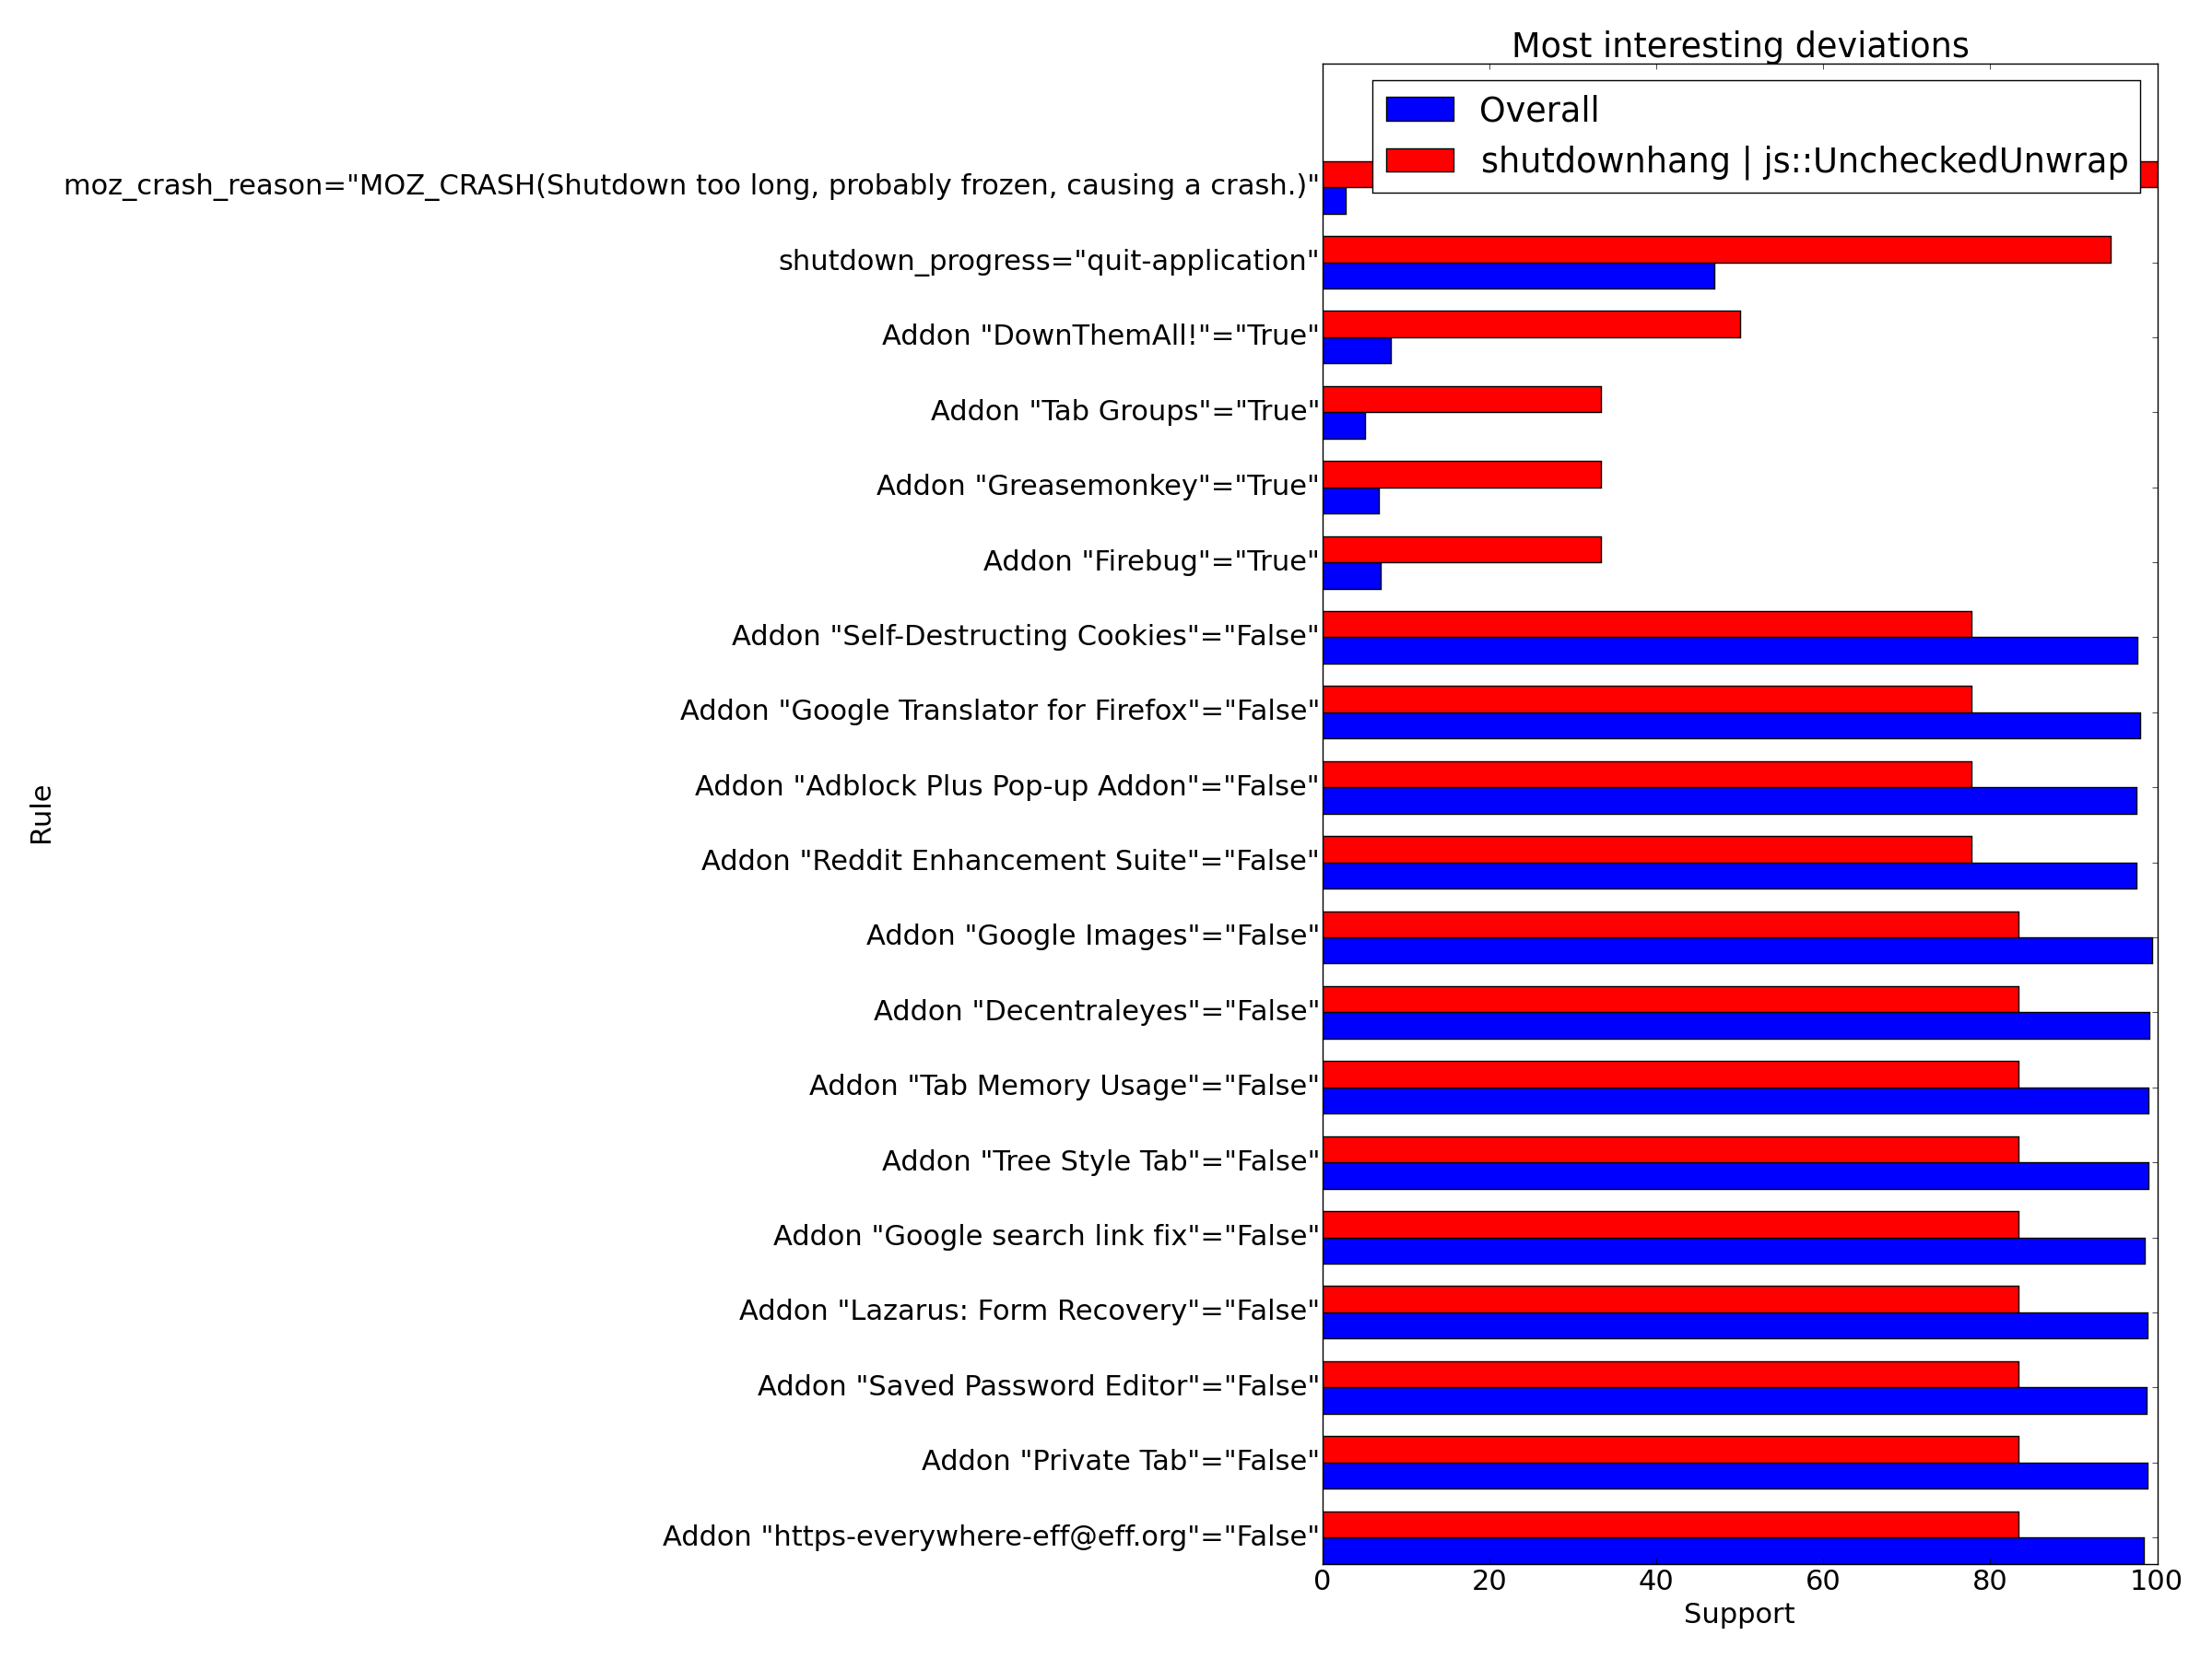 Most interesting deviations
Overall
shutdownhang | js::UncheckedUnwrap
moz_crash_reason="MOZ_CRASH(Shutdown too long, probably frozen, causing a crash.)"
shutdown_progress="quit-application"
Addon "DownThemAll!"="True"
Addon "Tab Groups"="True"
Addon "Greasemonkey"="True"
Addon "Firebug"="True"
Addon "Self-Destructing Cookies"="False"
Addon "Google Translator for Firefox"="False"
Addon "Adblock Plus Pop-up Addon"="False"
Addon "Reddit Enhancement Suite"="False"
Addon "Google Images"="False"
Addon "Decentraleyes"="False"
Addon "Tab Memory Usage"="False"
Addon "Tree Style Tab"="False"
Addon "Google search link fix"="False"
Addon "Lazarus: Form Recovery"="False"
Addon "Saved Password Editor"="False"
Addon "Private Tab"="False"
Addon "https-everywhere-eff@eff.org"="False"
Rule
0 20 40 60 80 100
Support